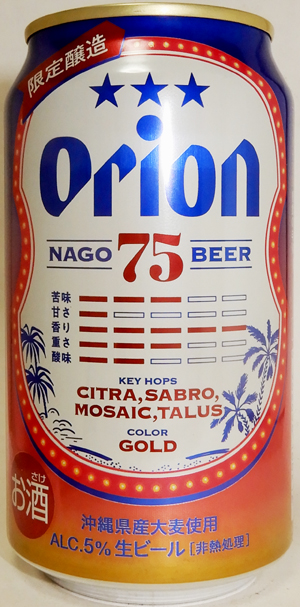 限定醸造
Orion
NAGO 75 BEER
苦味
甘さ
香り
重さ
酸味
KEY HOPS
CITRA, SABRO,
MOSAIC, TALUS
COLOR
GOLD
さけ
お酒
沖縄県産大麦使用
ALC.5% 生ビール [非熱処理]